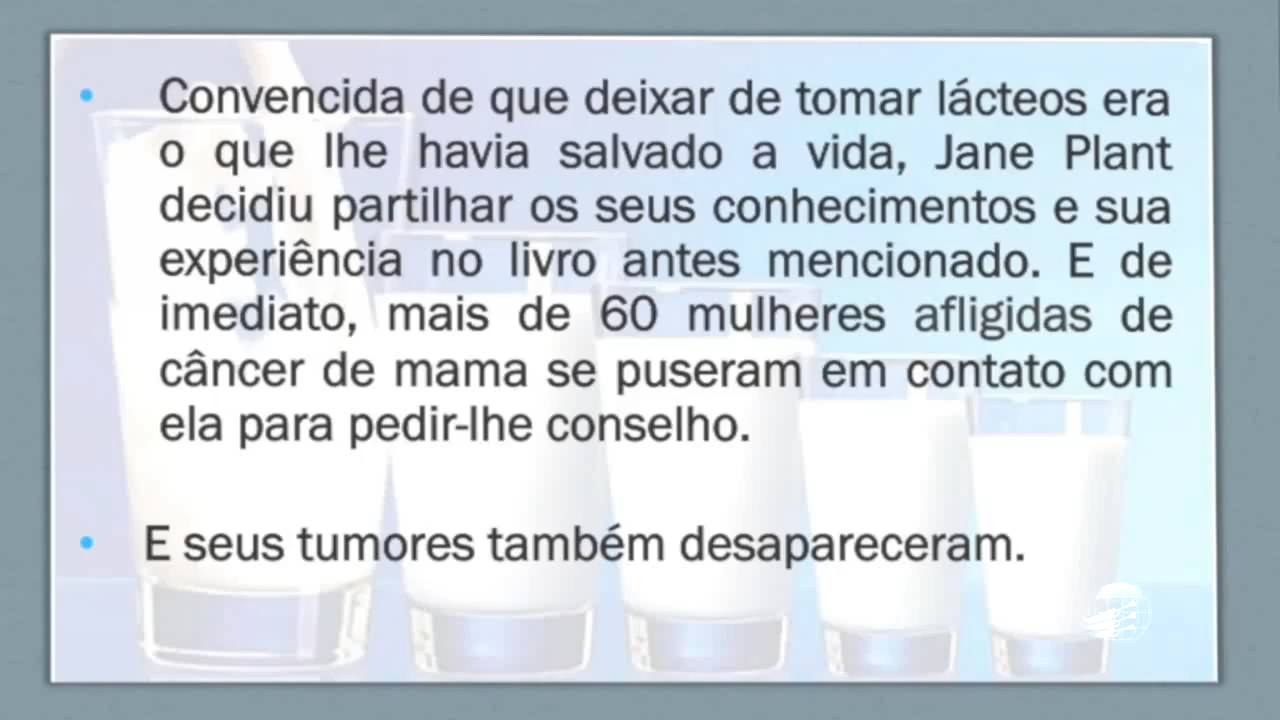 • Convencida de que deixar de tomar lácteos era
o que lhe havia salvado a vida, Jane Plant
decidiu partilhar os seus conhecimentos e sua
experiência no livro antes mencionado. E de
imediato, mais de 60 mulheres afligidas de
câncer de mama se puseram em contato com
ela para pedir-lhe conselho.
• E seus tumores também desapareceram.